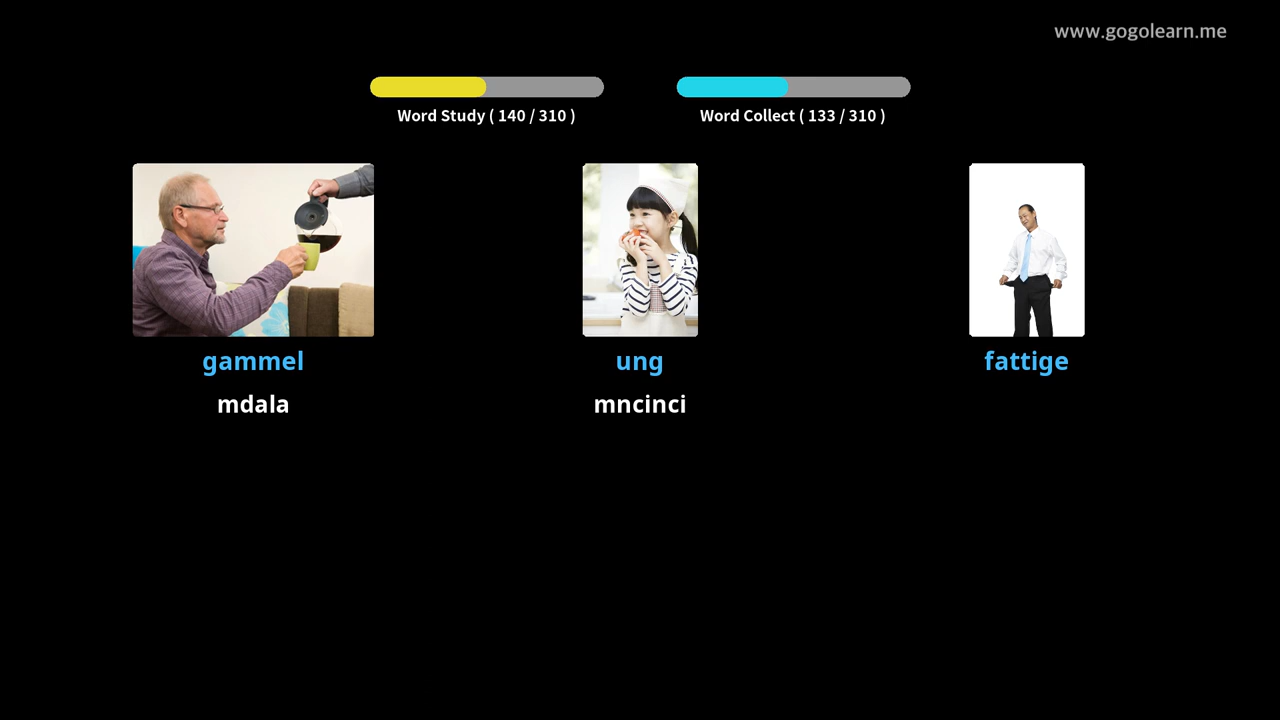 www.gogolearn.me
Word Study ( 140 / 310 )
Word Collect ( 133 / 310 )
gammel
ung
fattige
mdala
mncinci